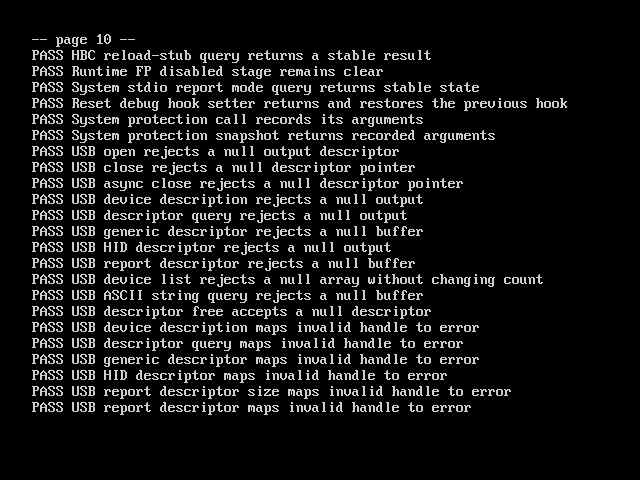 -- page 10 --
PASS HBC reload-stub query returns a stable result
PASS Runtime FP disabled stage remains clear
PASS System stdio report mode query returns stable state
PASS Reset debug hook setter returns and restores the previous hook
PASS System protection call records its arguments
PASS System protection snapshot returns recorded arguments
PASS USB open rejects a null output descriptor
PASS USB close rejects a null descriptor pointer
PASS USB async close rejects a null descriptor pointer
PASS USB device description rejects a null output
PASS USB descriptor query rejects a null output
PASS USB generic descriptor rejects a null buffer
PASS USB HID descriptor rejects a null output
PASS USB report descriptor rejects a null buffer
PASS USB device list rejects a null array without changing count
PASS USB ASCII string query rejects a null buffer
PASS USB descriptor free accepts a null descriptor
PASS USB device description maps invalid handle to error
PASS USB descriptor query maps invalid handle to error
PASS USB generic descriptor maps invalid handle to error
PASS USB HID descriptor maps invalid handle to error
PASS USB report descriptor size maps invalid handle to error
PASS USB report descriptor maps invalid handle to error